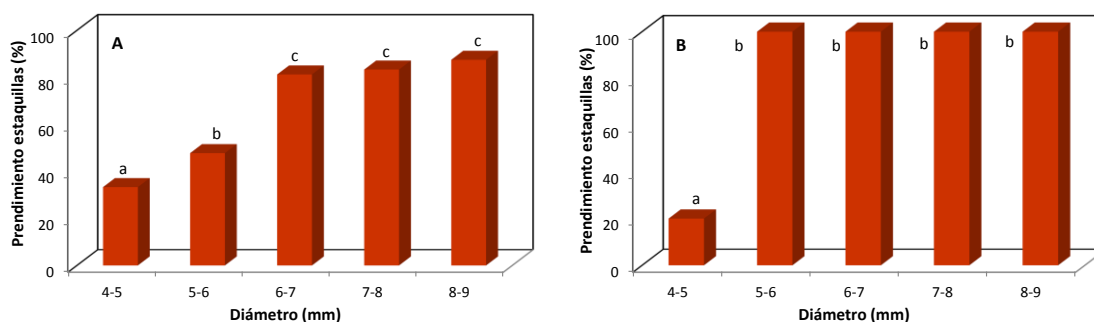 A
Prendimiento estaquillas (%)
100
80
60
40
20
0
a
b
c
c
c
4-5
5-6
6-7
7-8
8-9
Diámetro (mm)
B
Prendimiento estaquillas (%)
100
80
60
40
20
0
a
b
b
b
b
4-5
5-6
6-7
7-8
8-9
Diámetro (mm)